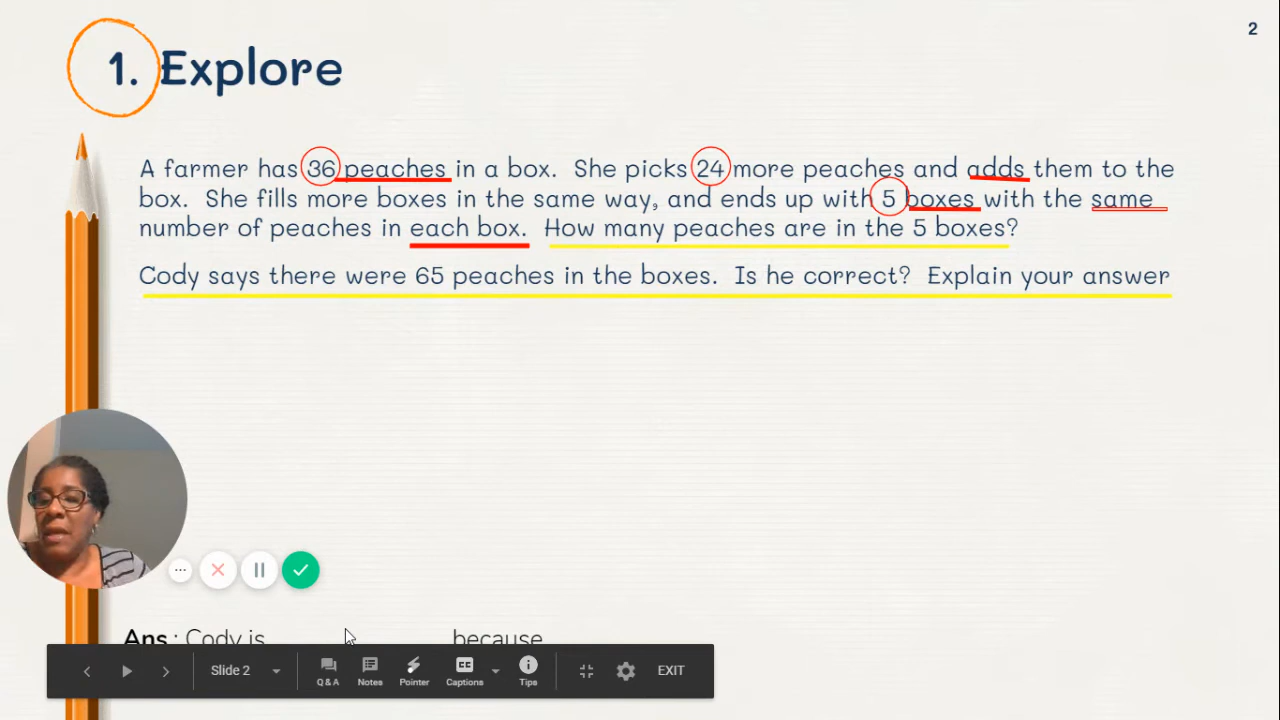 2
1. Explore
A farmer has 36 peaches in a box. She picks 24 more peaches and adds them to the
box. She fills more boxes in the same way, and ends up with 5 boxes with the same
number of peaches in each box. How many peaches are in the 5 boxes?
Cody says there were 65 peaches in the boxes. Is he correct? Explain your answer
Ans : Cody is because
Slide 2
Q & A Notes Pointer Captions Tips EXIT